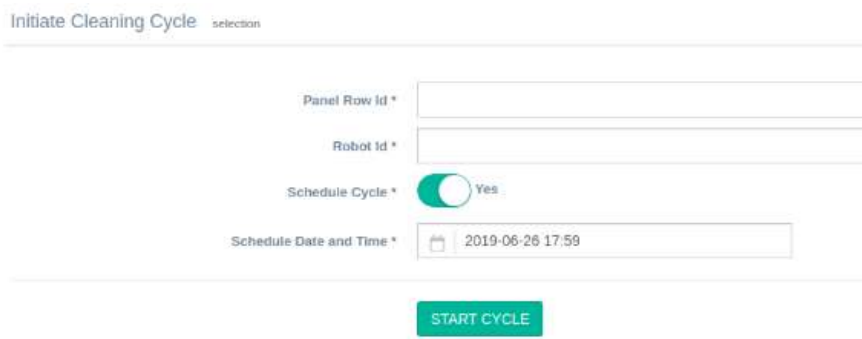 Initiate Cleaning Cycle selection
Panel Row Id *
Robot Id *
Schedule Cycle * Yes
Schedule Date and Time * 2019-06-26 17:59
START CYCLE